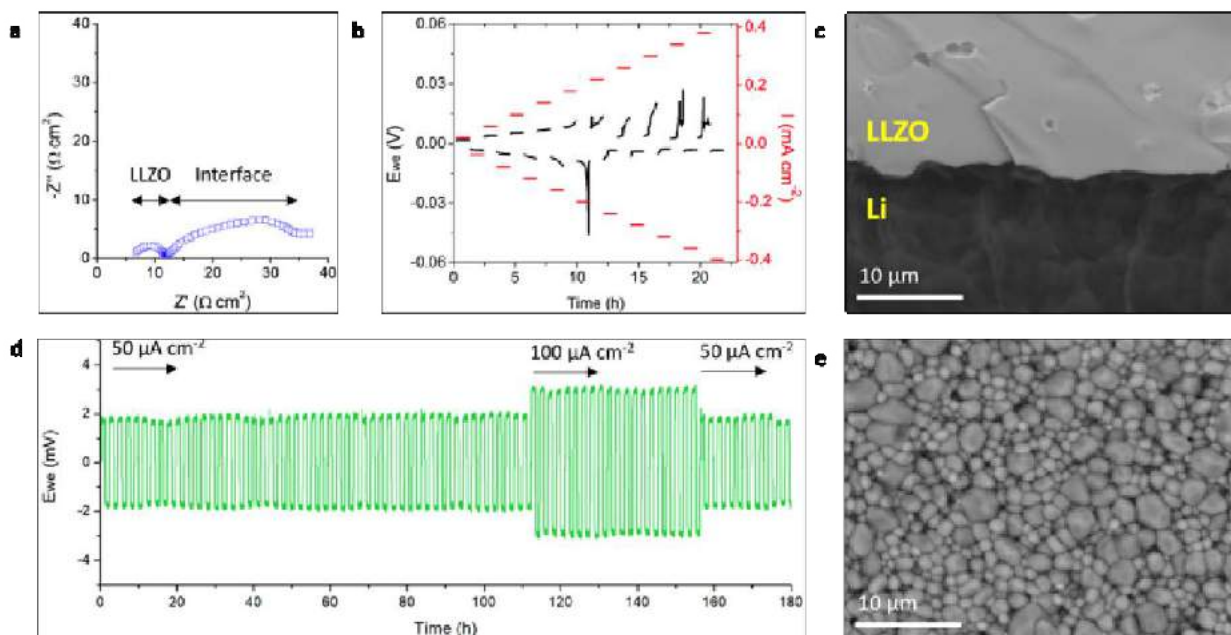 a
40
30
20
10
0
-Z'' (Ω cm²)
LLZO Interface
0 10 20 30 40
Z' (Ω cm²)
b
0.06
0.03
0.00
-0.03
-0.06
Ewe (V)
0 5 10 15 20
Time (h)
0.4
0.2
0.0
-0.2
-0.4
I (mA cm⁻²)
c
LLZO
Li
10 µm
d
50 µA cm⁻² 100 µA cm⁻² 50 µA cm⁻²
4
2
0
-2
-4
Ewe (mV)
0 20 40 60 80 100 120 140 160 180
Time (h)
e
10 µm